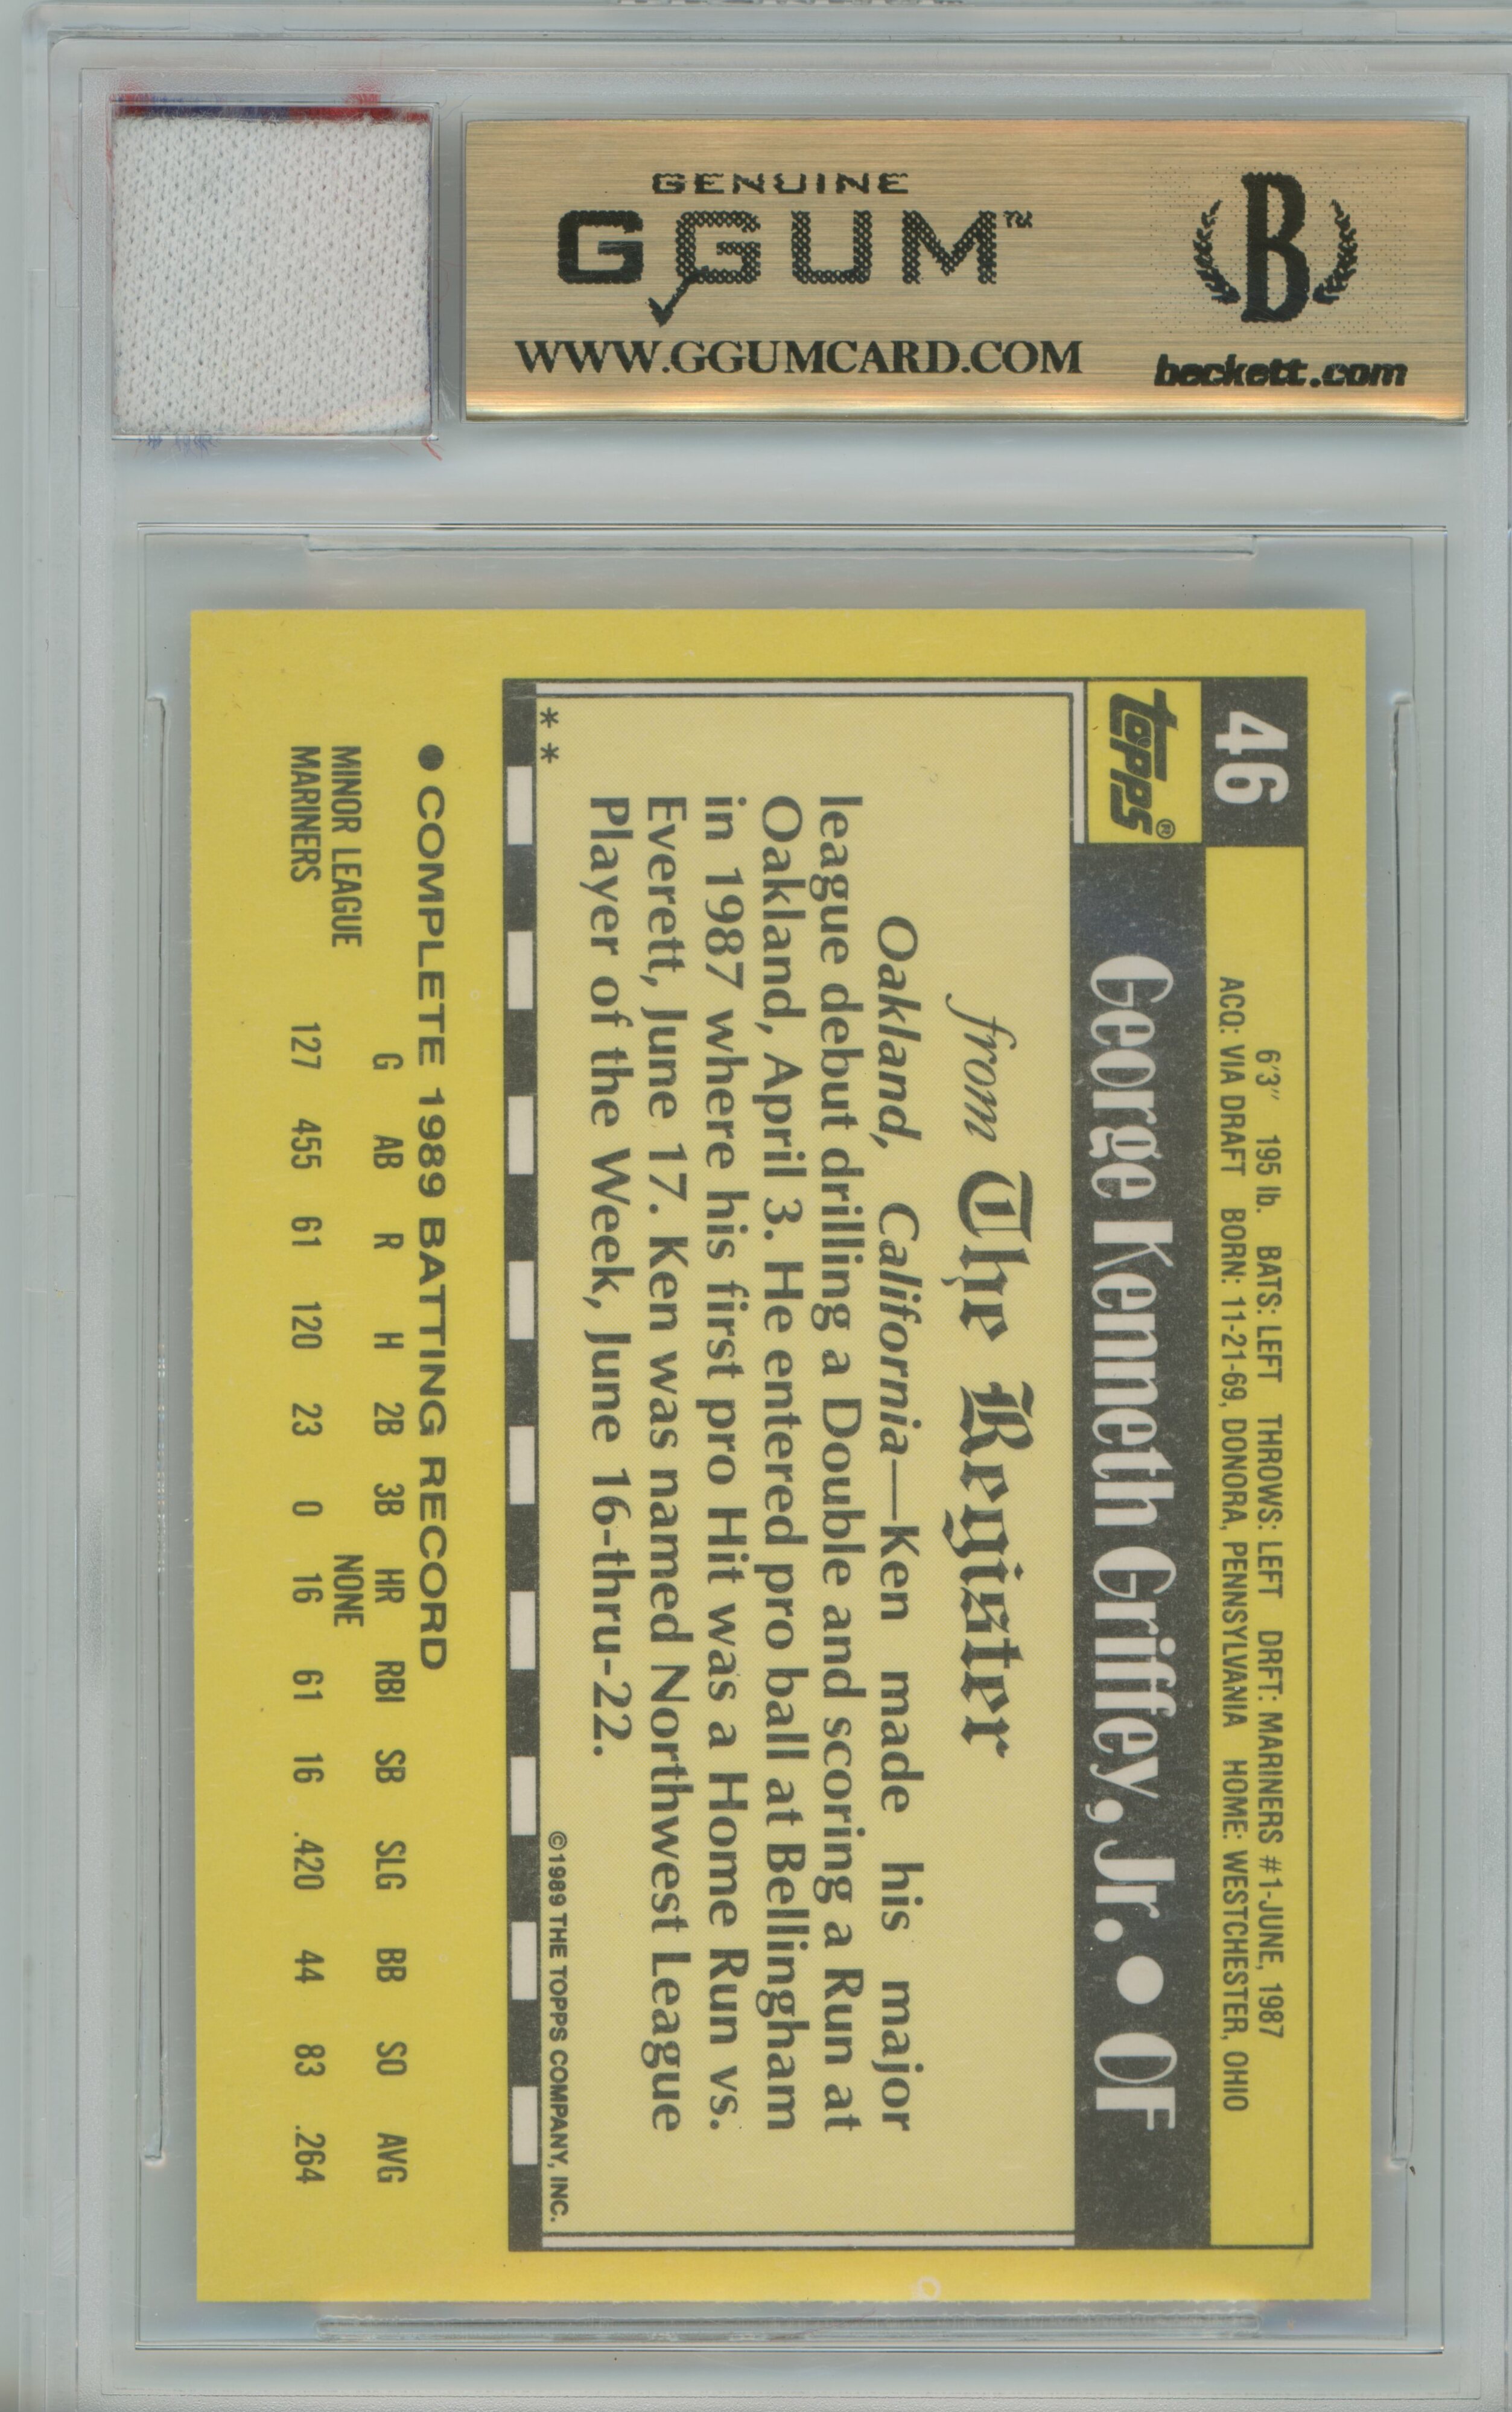 GENUINE
GGUM™
WWW.GGUMCARD.COM
B
beckett.com
46
6'3" 195 lb. BATS: LEFT THROWS: LEFT DRFT: MARINERS #1-JUNE, 1987
ACQ: VIA DRAFT BORN: 11-21-69, DONORA, PENNSYLVANIA HOME: WESTCHESTER, OHIO
topps®
George Kenneth Griffey, Jr. ● OF
from The Register
Oakland, California—Ken made his major
league debut drilling a Double and scoring a Run at
Oakland, April 3. He entered pro ball at Bellingham
in 1987 where his first pro Hit was a Home Run vs.
Everett, June 17. Ken was named Northwest League
Player of the Week, June 16-thru-22.
** ©1989 THE TOPPS COMPANY, INC.
● COMPLETE 1989 BATTING RECORD
G AB R H 2B 3B HR RBI SB SLG BB SO AVG
MINOR LEAGUE NONE
MARINERS 127 455 61 120 23 0 16 61 16 .420 44 83 .264